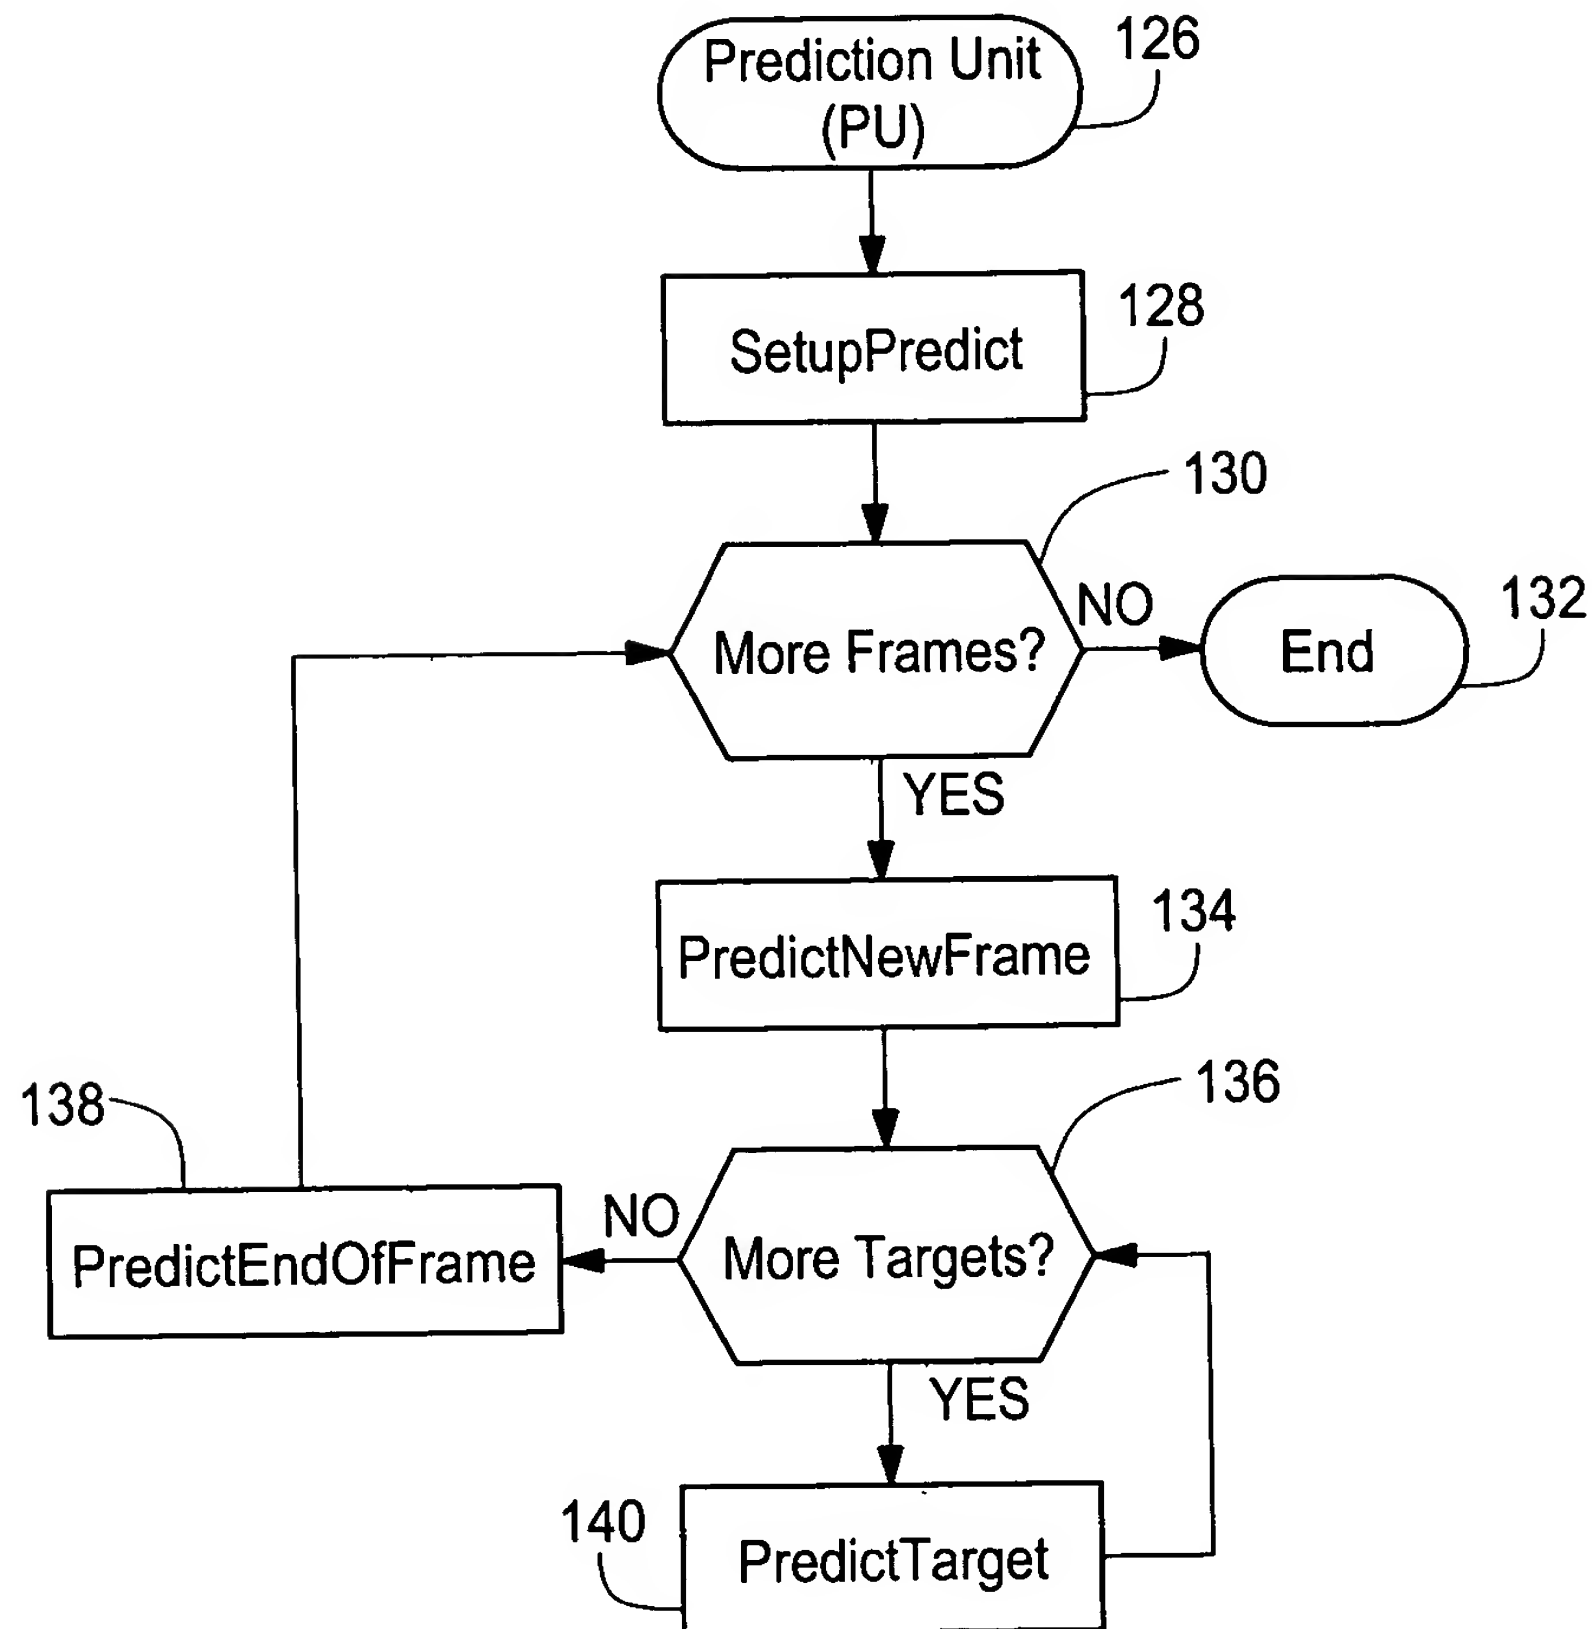 Prediction Unit
(PU)
126
SetupPredict
128
130
More Frames?
NO
End
132
YES
PredictNewFrame
134
136
138
PredictEndOfFrame
NO
More Targets?
YES
140
PredictTarget